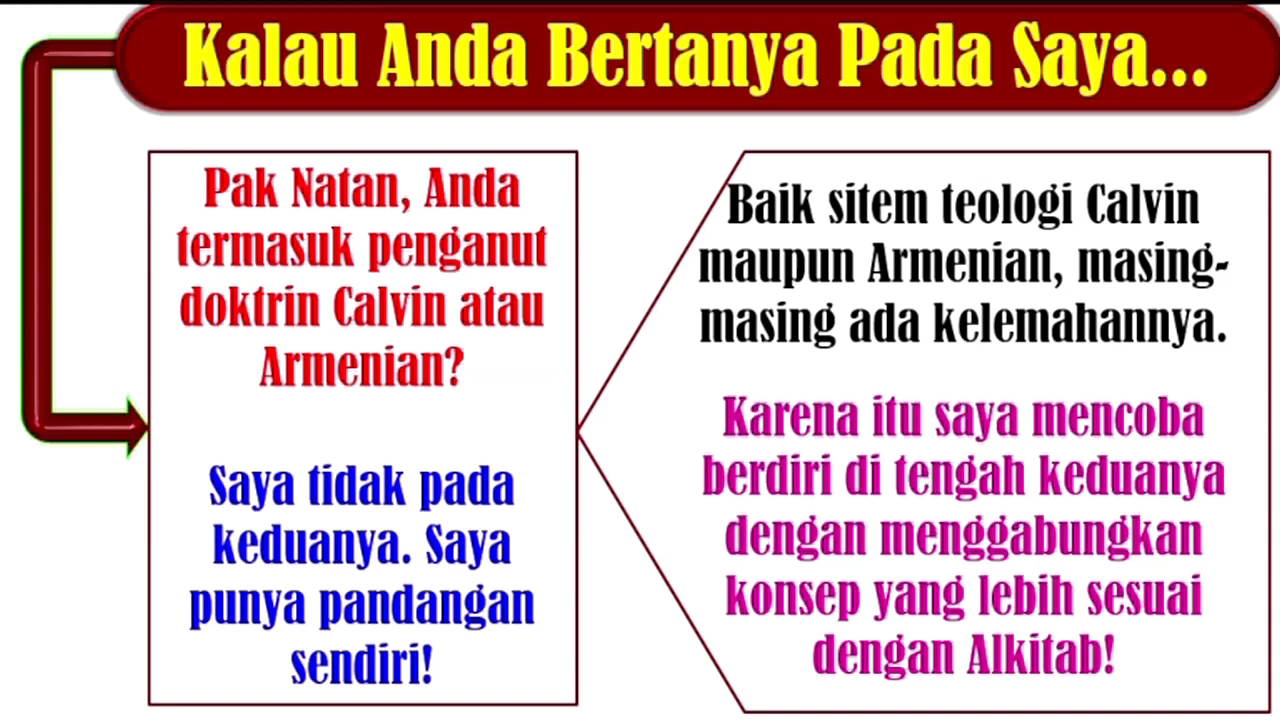 Kalau Anda Bertanya Pada Saya...
Pak Natan, Anda
termasuk penganut
doktrin Calvin atau
Armenian?
Saya tidak pada
keduanya. Saya
punya pandangan
sendiri!
Baik sitem teologi Calvin
maupun Armenian, masing-
masing ada kelemahannya.
Karena itu saya mencoba
berdiri di tengah keduanya
dengan menggabungkan
konsep yang lebih sesuai
dengan Alkitab!